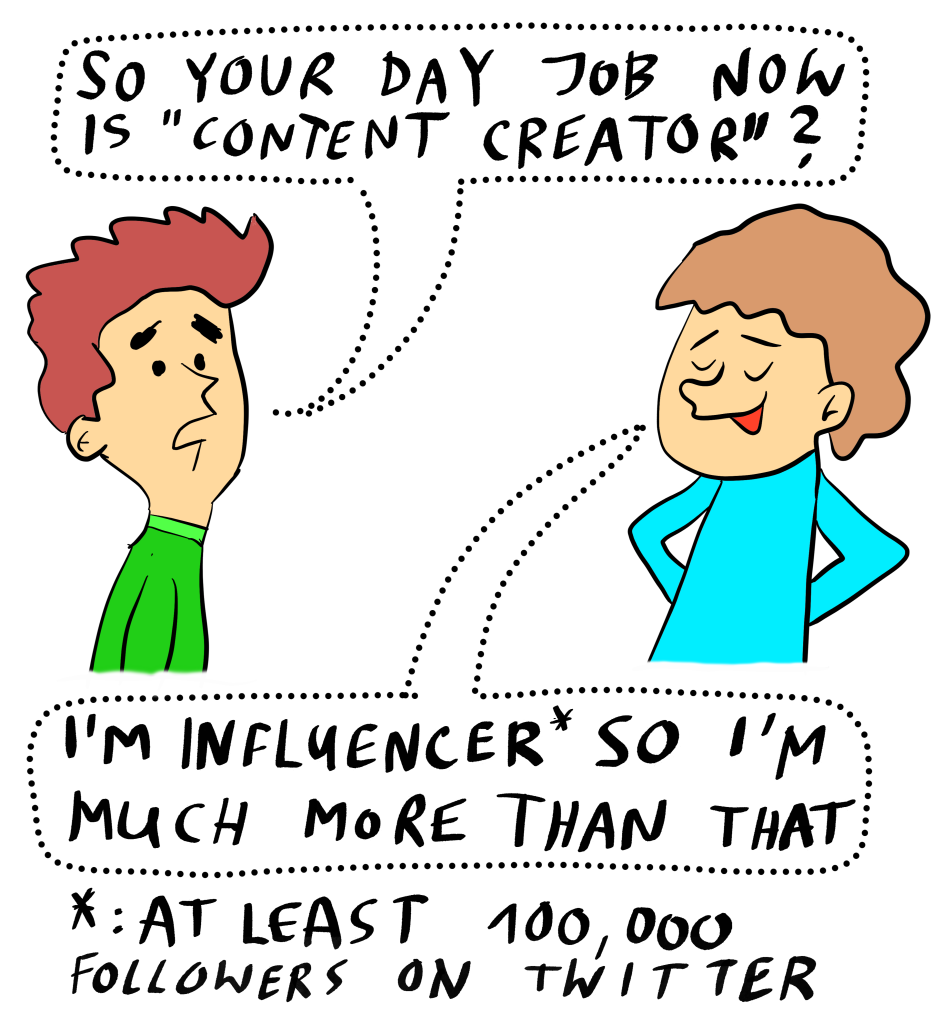 SO YOUR DAY JOB NOW
IS "CONTENT CREATOR"?
I'M INFLUENCER* SO I'M
MUCH MORE THAN THAT
*: AT LEAST 100,000
FOLLOWERS ON TWITTER